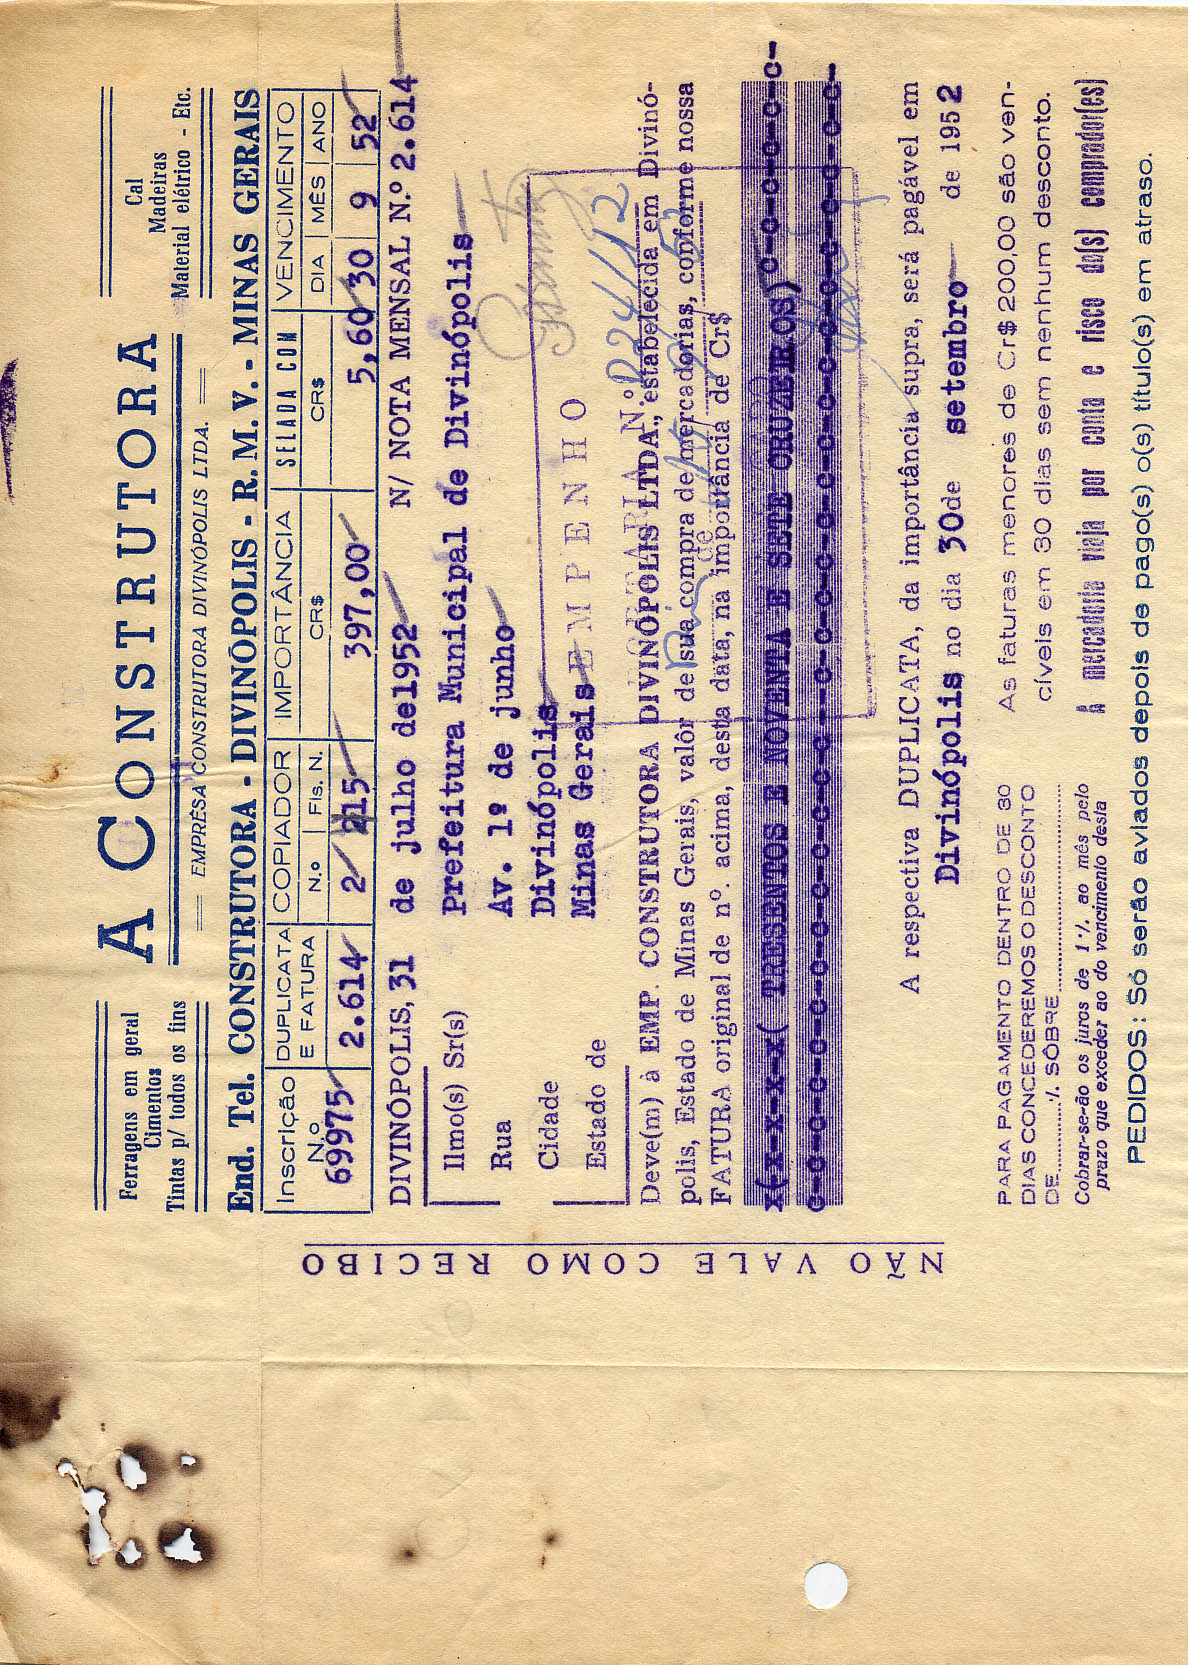 Ferragens em geral
Cimentos
Tintas p/ todos os fins
A CONSTRUTORA
EMPRÊSA CONSTRUTORA DIVINÓPOLIS LTDA.
Cal
Madeiras
Material elétrico - Etc.
End. Tel. CONSTRUTORA - DIVINÓPOLIS - R. M. V. - MINAS GERAIS
Inscrição N.o
DUPLICATA E FATURA
COPIADOR
N.o Fls. N.
IMPORTÂNCIA
CR$
SELADA COM
CR$
VENCIMENTO
DIA MÊS ANO
69975 2.614 2/ 215 397,00 5,60 30 9 52
DIVINÓPOLIS, 31 de julho de 1952 N/ NOTA MENSAL N.º 2.614
Ilmo(s) Sr(s) Prefeitura Municipal de Divinópolis
Rua Av. 1º de junho
Cidade Divinópolis
Estado de Minas Gerais
EMPENHO
N.º
224/12
Deve(m) à EMP. CONSTRUTORA DIVINÓPOLIS LTDA., estabelecida em Divinó-
polis, Estado de Minas Gerais, valôr de sua compra de mercadorias, conforme nossa
FATURA original de nº. acima, desta data, na importância de Cr$
x(x-x-x-x( TRESENTOS E NOVENTA E SETE CRUZEIROS)o-o-o-o-o-o-
o-o-o-o-o-o-o-o-o-o-o-o-o-o-o-o-o-o-o-o-o-o-o-o-o-o-
A respectiva DUPLICATA, da importância supra, será pagável em
Divinópolis no dia 30 de setembro de 1952
PARA PAGAMENTO DENTRO DE 30
DIAS CONCEDEREMOS O DESCONTO
DE............·/. SÔBRE............
Cobrar-se-ão os juros de 1·/. ao mês pelo
prazo que exceder ao do vencimento desta
As faturas menores de Cr$ 200,00 são ven-
cíveis em 30 dias sem nenhum desconto.
A mercadoria viaja por conta e risco do(s) comprador(es)
PEDIDOS: Só serão aviados depois de pago(s) o(s) título(s) em atraso.
NÃO VALE COMO RECIBO